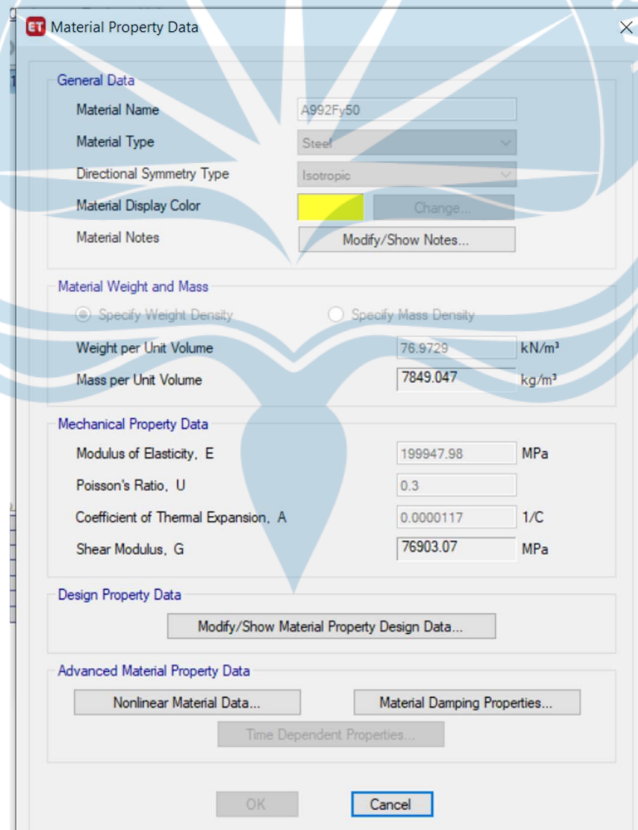 ET Material Property Data
General Data
Material Name A992Fy50
Material Type Steel
Directional Symmetry Type Isotropic
Material Display Color Change...
Material Notes Modify/Show Notes...
Material Weight and Mass
Specify Weight Density Specify Mass Density
Weight per Unit Volume 76.9729 kN/m³
Mass per Unit Volume 7849.047 kg/m³
Mechanical Property Data
Modulus of Elasticity, E 199947.98 MPa
Poisson's Ratio, U 0.3
Coefficient of Thermal Expansion, A 0.0000117 1/C
Shear Modulus, G 76903.07 MPa
Design Property Data
Modify/Show Material Property Design Data...
Advanced Material Property Data
Nonlinear Material Data... Material Damping Properties...
Time Dependent Properties...
OK Cancel